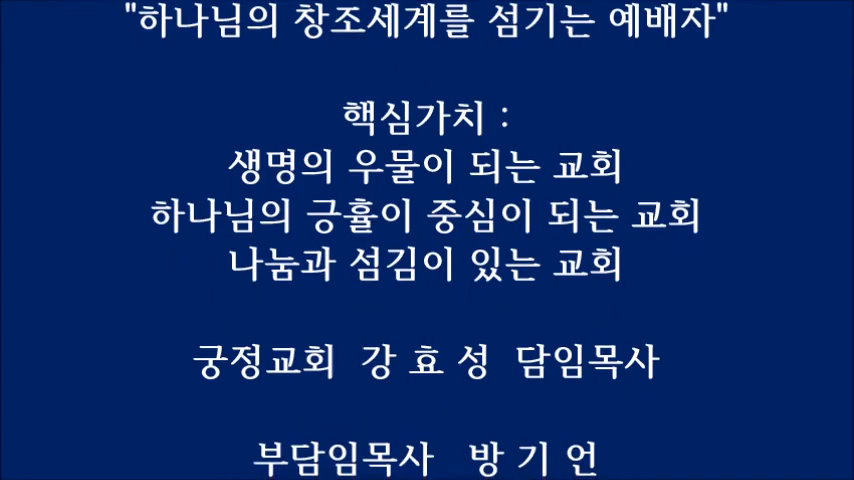 "하나님의 창조세계를 섬기는 예배자"
핵심가치 :
생명의 우물이 되는 교회
하나님의 긍휼이 중심이 되는 교회
나눔과 섬김이 있는 교회
궁정교회 강 효 성 담임목사
부담임목사 방 기 언